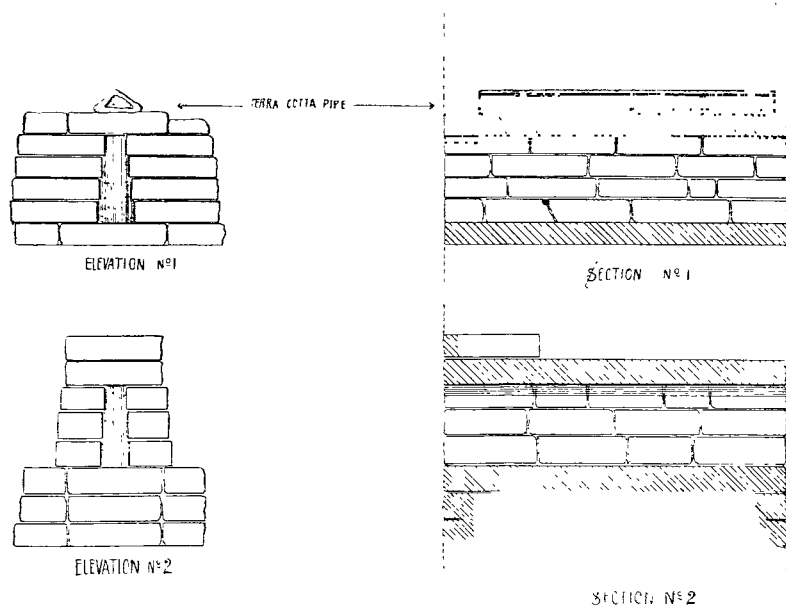 TERRA COTTA PIPE
ELEVATION Nº1
SECTION Nº1
ELEVATION Nº2
SECTION Nº2